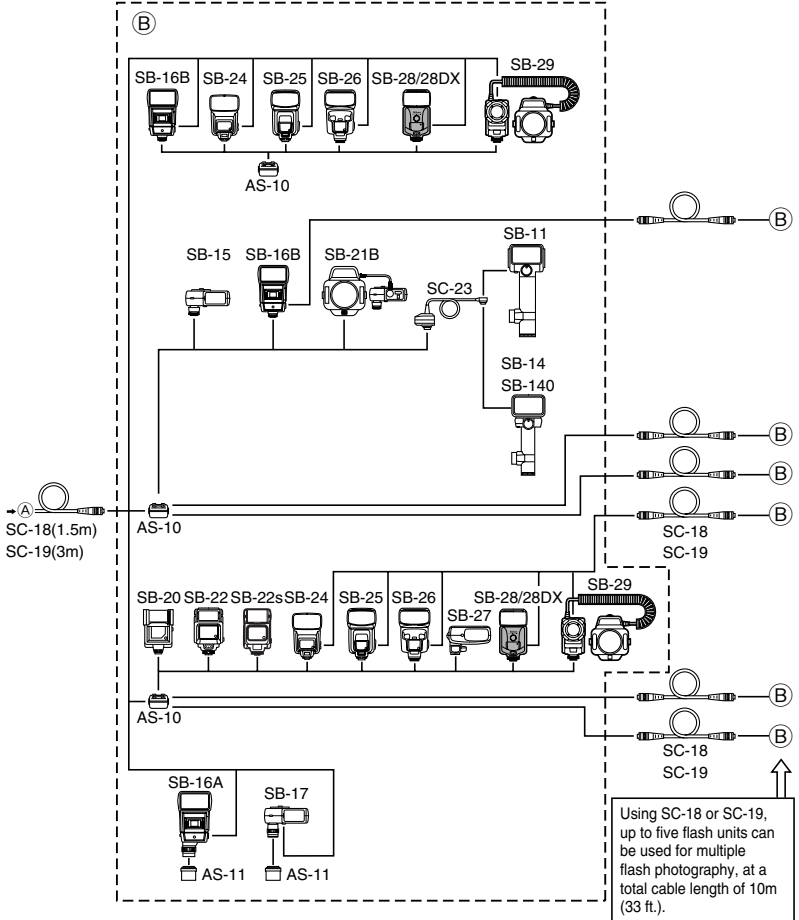 B
SB-16B SB-24 SB-25 SB-26 SB-28/28DX SB-29
AS-10
B
SB-15 SB-16B SB-21B SC-23 SB-11
SB-14
SB-140
B
B
A
B
SC-18(1.5m)
SC-19(3m)
AS-10
SC-18
SC-19
SB-20 SB-22 SB-22s SB-24 SB-25 SB-26 SB-27 SB-28/28DX SB-29
AS-10
B
B
SC-18
SC-19
SB-16A SB-17
AS-11 AS-11
Using SC-18 or SC-19,
up to five flash units can
be used for multiple
flash photography, at a
total cable length of 10m
(33 ft.).